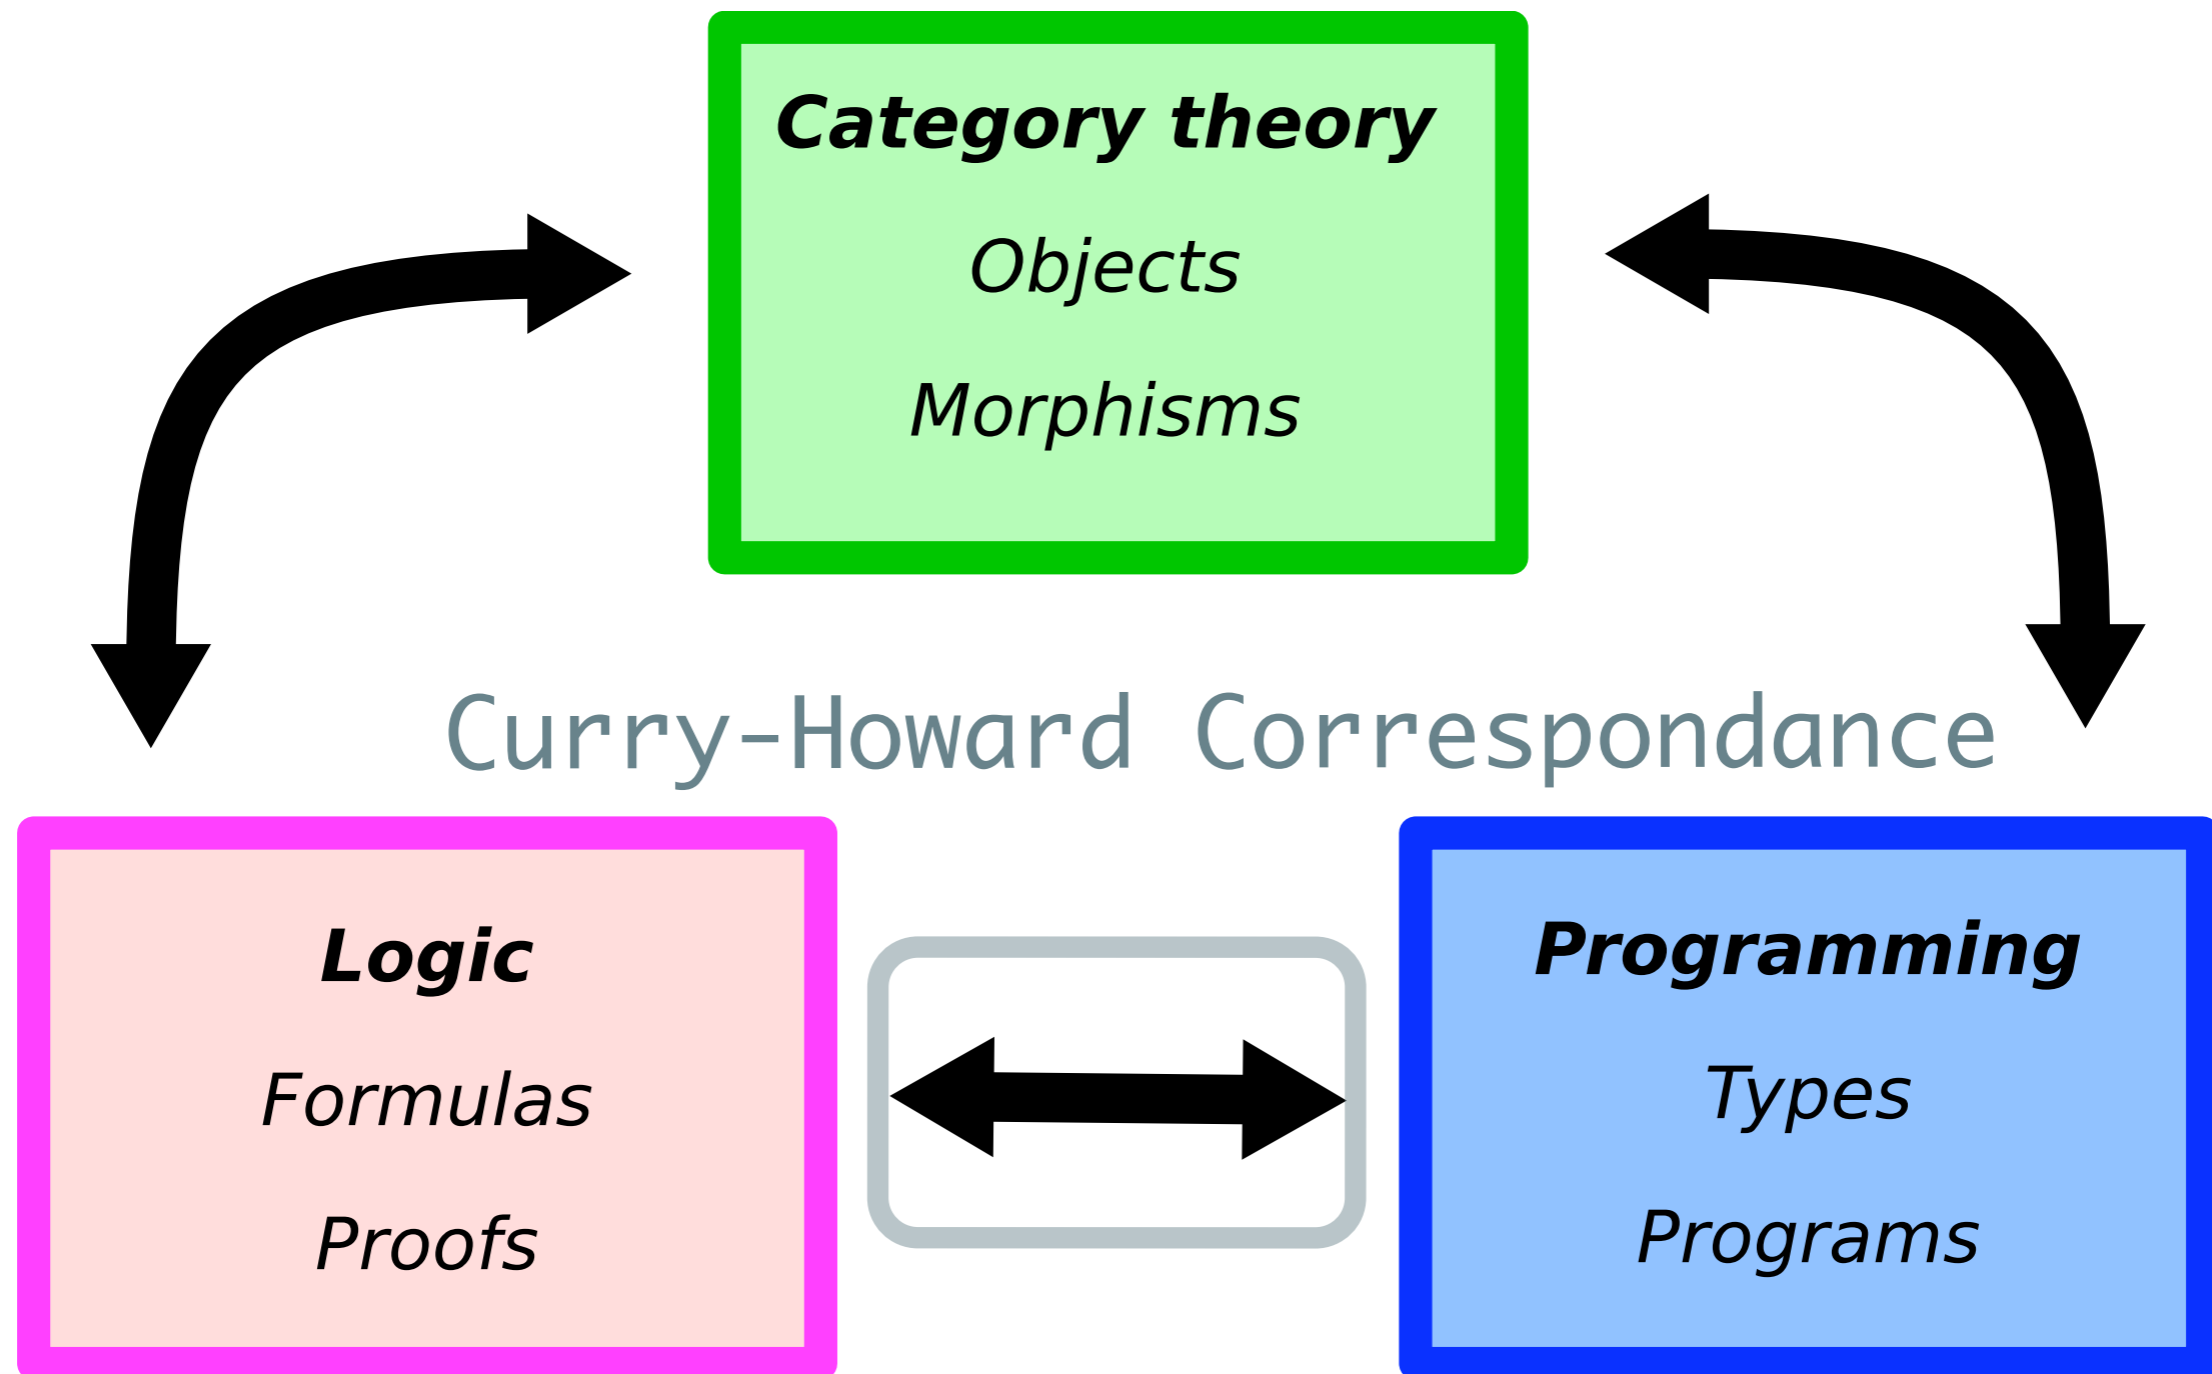 Category theory
Objects
Morphisms
Curry-Howard Correspondance
Logic
Formulas
Proofs
Programming
Types
Programs